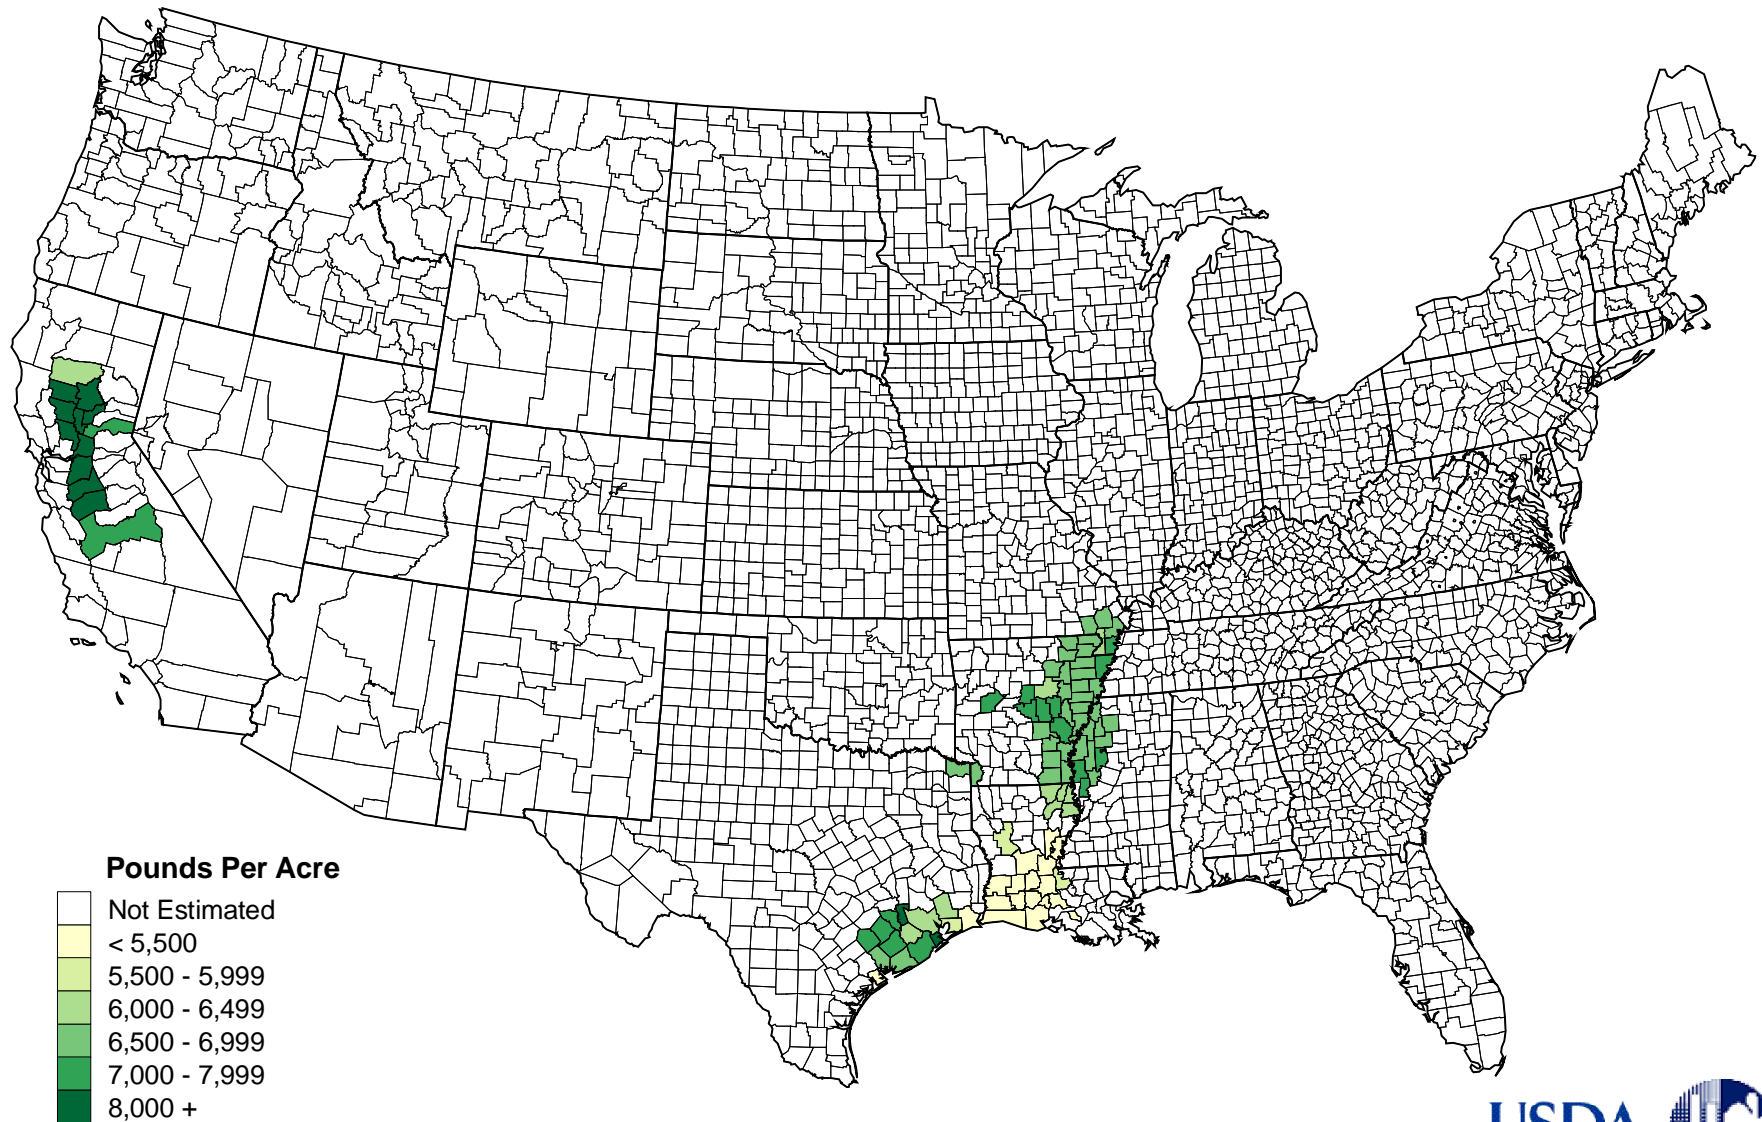 Pounds Per Acre
Not Estimated
< 5,500
5,500 - 5,999
6,000 - 6,499
6,500 - 6,999
7,000 - 7,999
8,000 +
USDA